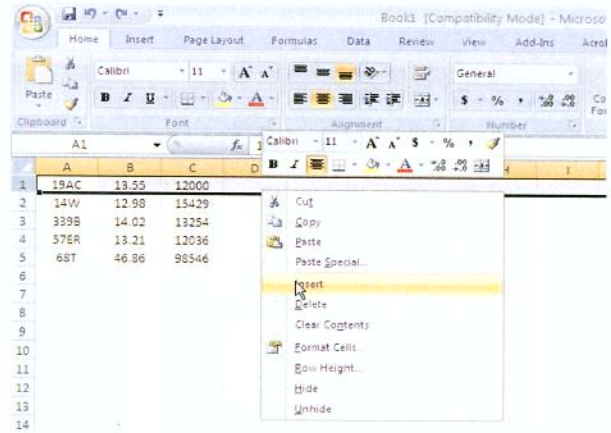 Book1 [Compatibility Mode] - Microso
Home Insert Page Layout Formulas Data Review View Add-Ins Acrol
Paste
Calibri 11 A A
B I U A
General
$ % , .00 .00
Clipboard Font Alignment Number
A1 fx
Calibri 11 A A $ % ,
B I A
A B C D I
1 19AC 13.55 12000
2 14W 12.98 15429
3 339B 14.02 13254
4 57ER 13.21 12036
5 68T 46.86 98546
6
7
8
9
10
11
12
13
14
Cut
Copy
Paste
Paste Special...
Insert
Delete
Clear Contents
Format Cells...
Row Height...
Hide
Unhide